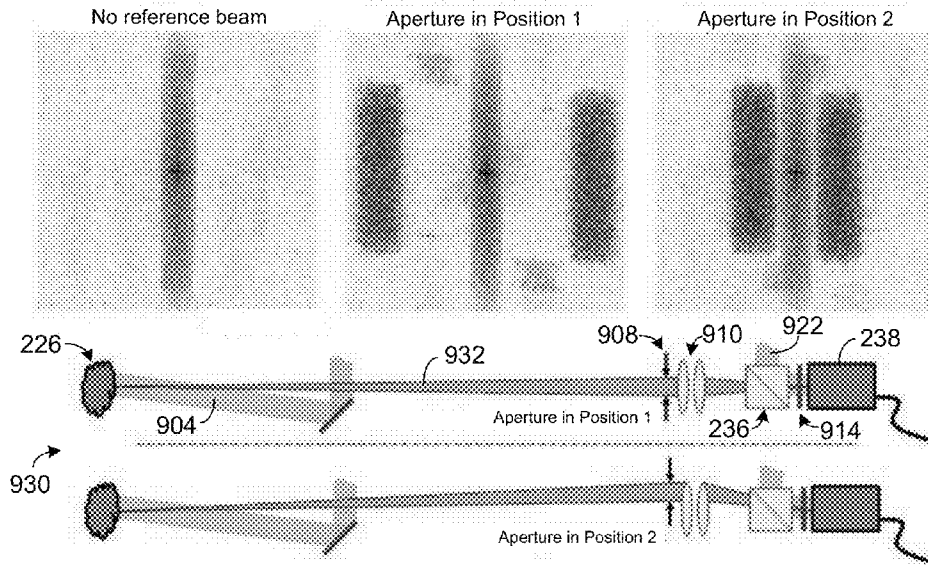 No reference beam
Aperture in Position 1
Aperture in Position 2
226
904
932
908
910
922
238
Aperture in Position 1
236
914
930
Aperture in Position 2